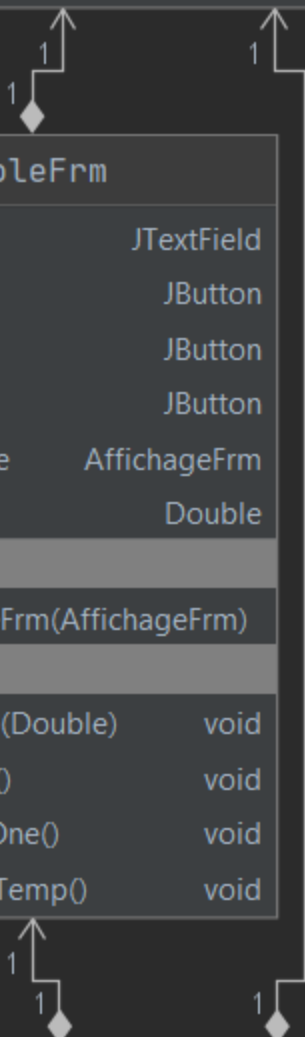 1
1
1
bleFrm
JTextField
JButton
JButton
JButton
e AffichageFrm
Double
Frm(AffichageFrm)
(Double) void
() void
One() void
Temp() void
1
1
1